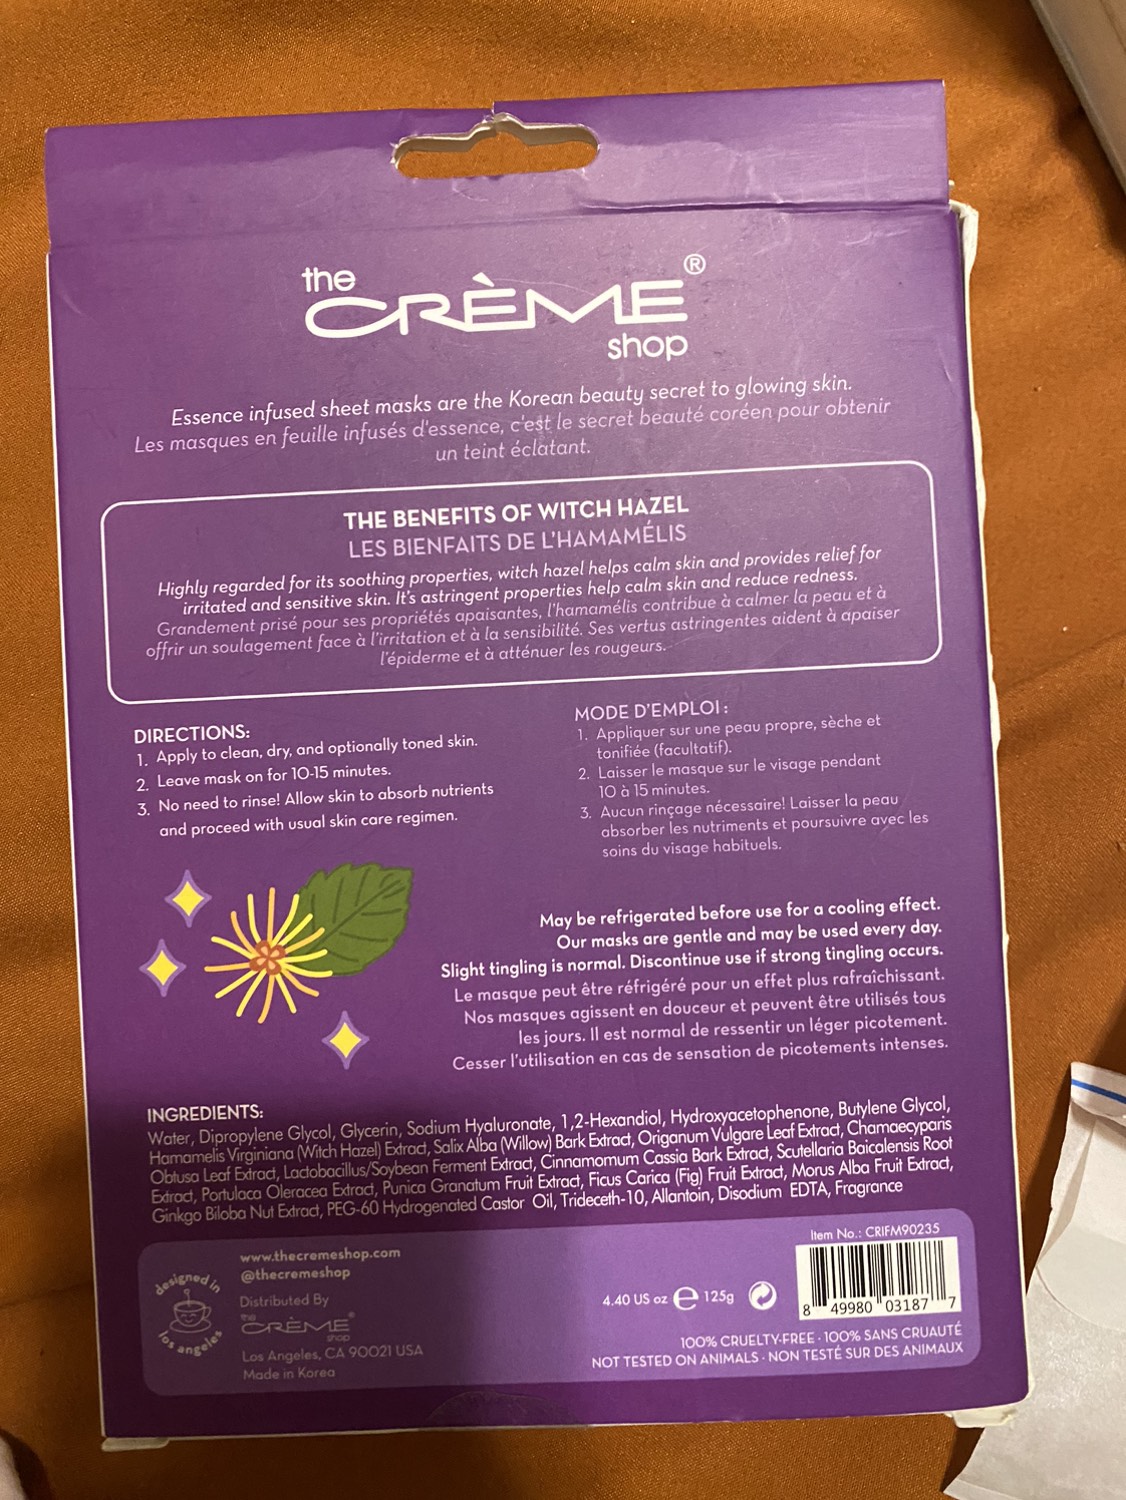 the
CRÈME®
shop
Essence infused sheet masks are the Korean beauty secret to glowing skin.
Les masques en feuille infusés d'essence, c'est le secret beauté coréen pour obtenir
un teint éclatant.
THE BENEFITS OF WITCH HAZEL
LES BIENFAITS DE L'HAMAMÉLIS
Highly regarded for its soothing properties, witch hazel helps calm skin and provides relief for
irritated and sensitive skin. It's astringent properties help calm skin and reduce redness.
Grandement prisé pour ses propriétés apaisantes, l'hamamélis contribue à calmer la peau et à
offrir un soulagement face à l'irritation et à la sensibilité. Ses vertus astringentes aident à apaiser
l'épiderme et à atténuer les rougeurs.
DIRECTIONS:
1. Apply to clean, dry, and optionally toned skin.
2. Leave mask on for 10-15 minutes.
3. No need to rinse! Allow skin to absorb nutrients
and proceed with usual skin care regimen.
MODE D'EMPLOI :
1. Appliquer sur une peau propre, sèche et
tonifiée (facultatif).
2. Laisser le masque sur le visage pendant
10 à 15 minutes.
3. Aucun rinçage nécessaire! Laisser la peau
absorber les nutriments et poursuivre avec les
soins du visage habituels.
May be refrigerated before use for a cooling effect.
Our masks are gentle and may be used every day.
Slight tingling is normal. Discontinue use if strong tingling occurs.
Le masque peut être réfrigéré pour un effet plus rafraîchissant.
Nos masques agissent en douceur et peuvent être utilisés tous
les jours. Il est normal de ressentir un léger picotement.
Cesser l'utilisation en cas de sensation de picotements intenses.
INGREDIENTS:
Water, Dipropylene Glycol, Glycerin, Sodium Hyaluronate, 1,2-Hexandiol, Hydroxyacetophenone, Butylene Glycol,
Hamamelis Virginiana (Witch Hazel) Extract, Salix Alba (Willow) Bark Extract, Origanum Vulgare Leaf Extract, Chamaecyparis
Obtusa Leaf Extract, Lactobacillus/Soybean Ferment Extract, Cinnamomum Cassia Bark Extract, Scutellaria Baicalensis Root
Extract, Portulaca Oleracea Extract, Punica Granatum Fruit Extract, Ficus Carica (Fig) Fruit Extract, Morus Alba Fruit Extract,
Ginkgo Biloba Nut Extract, PEG-60 Hydrogenated Castor Oil, Trideceth-10, Allantoin, Disodium EDTA, Fragrance
designed in
los angeles
www.thecremeshop.com
@thecremeshop
Distributed By
the
CRÈME®
shop
Los Angeles, CA 90021 USA
Made in Korea
4.40 US oz e 125g
Item No.: CRIFM90235
8 49980 03187 7
100% CRUELTY-FREE · 100% SANS CRUAUTÉ
NOT TESTED ON ANIMALS · NON TESTÉ SUR DES ANIMAUX